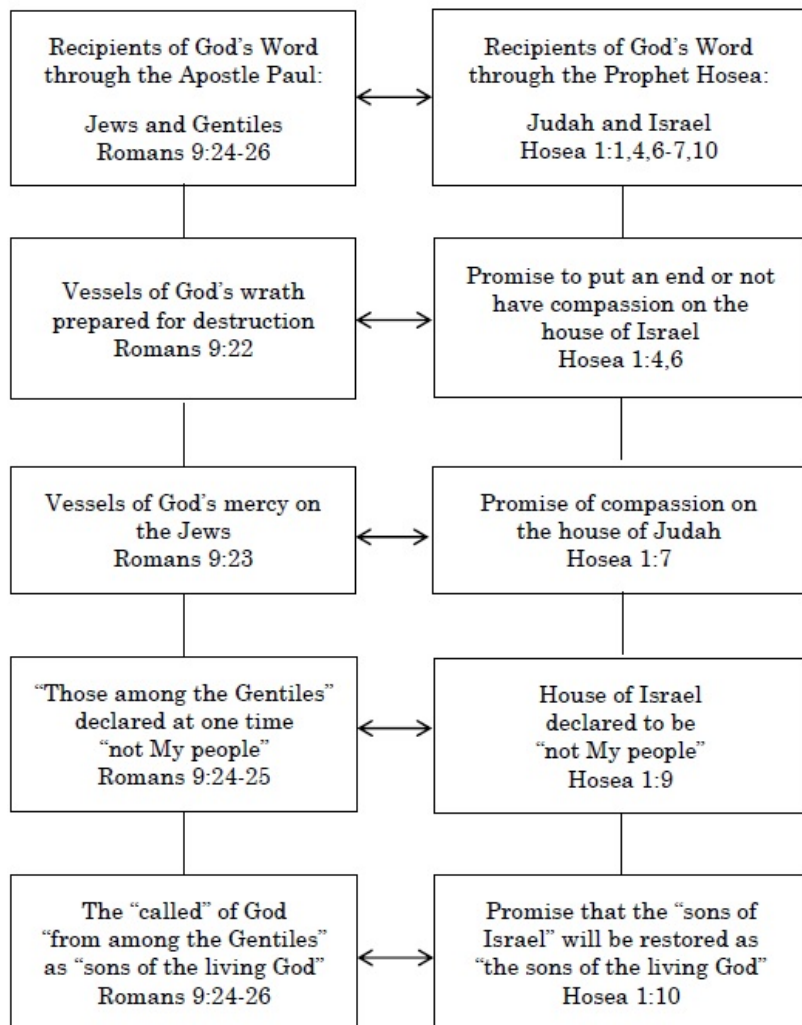 Recipients of God’s Word
through the Apostle Paul:
Jews and Gentiles
Romans 9:24-26
Recipients of God’s Word
through the Prophet Hosea:
Judah and Israel
Hosea 1:1,4,6-7,10
Vessels of God’s wrath
prepared for destruction
Romans 9:22
Promise to put an end or not
have compassion on the
house of Israel
Hosea 1:4,6
Vessels of God’s mercy on
the Jews
Romans 9:23
Promise of compassion on
the house of Judah
Hosea 1:7
“Those among the Gentiles”
declared at one time
“not My people”
Romans 9:24-25
House of Israel
declared to be
“not My people”
Hosea 1:9
The “called” of God
“from among the Gentiles”
as “sons of the living God”
Romans 9:24-26
Promise that the “sons of
Israel” will be restored as
“the sons of the living God”
Hosea 1:10